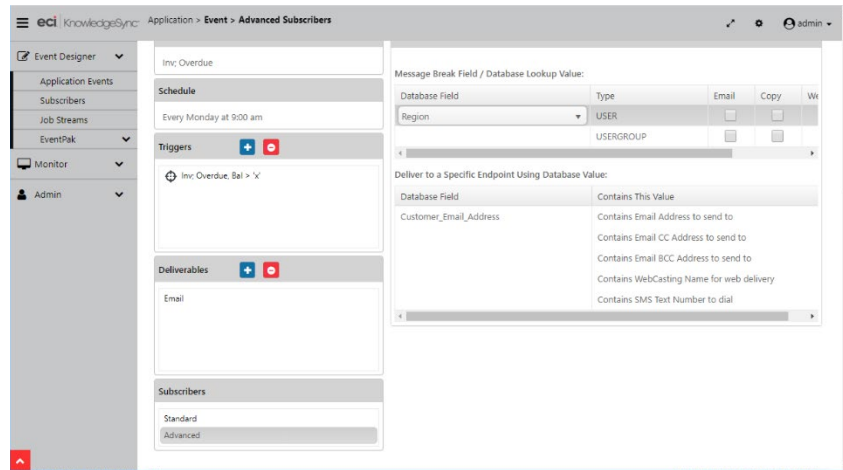 eci KnowledgeSync Application > Event > Advanced Subscribers admin
Event Designer
Application Events
Subscribers
Job Streams
EventPak
Monitor
Admin
Inv; Overdue
Schedule
Every Monday at 9:00 am
Triggers
Inv; Overdue, Bal > 'x'
Deliverables
Email
Subscribers
Standard
Advanced
Message Break Field / Database Lookup Value:
Database Field Type Email Copy We
Region USER
USERGROUP
Deliver to a Specific Endpoint Using Database Value:
Database Field Contains This Value
Customer_Email_Address Contains Email Address to send to
Contains Email CC Address to send to
Contains Email BCC Address to send to
Contains WebCasting Name for web delivery
Contains SMS Text Number to dial